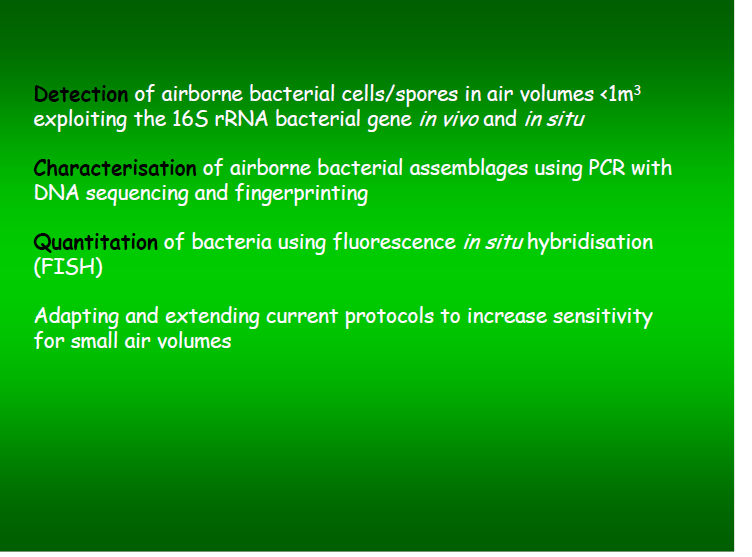 Detection of airborne bacterial cells/spores in air volumes <1m³
exploiting the 16S rRNA bacterial gene in vivo and in situ
Characterisation of airborne bacterial assemblages using PCR with
DNA sequencing and fingerprinting
Quantitation of bacteria using fluorescence in situ hybridisation
(FISH)
Adapting and extending current protocols to increase sensitivity
for small air volumes